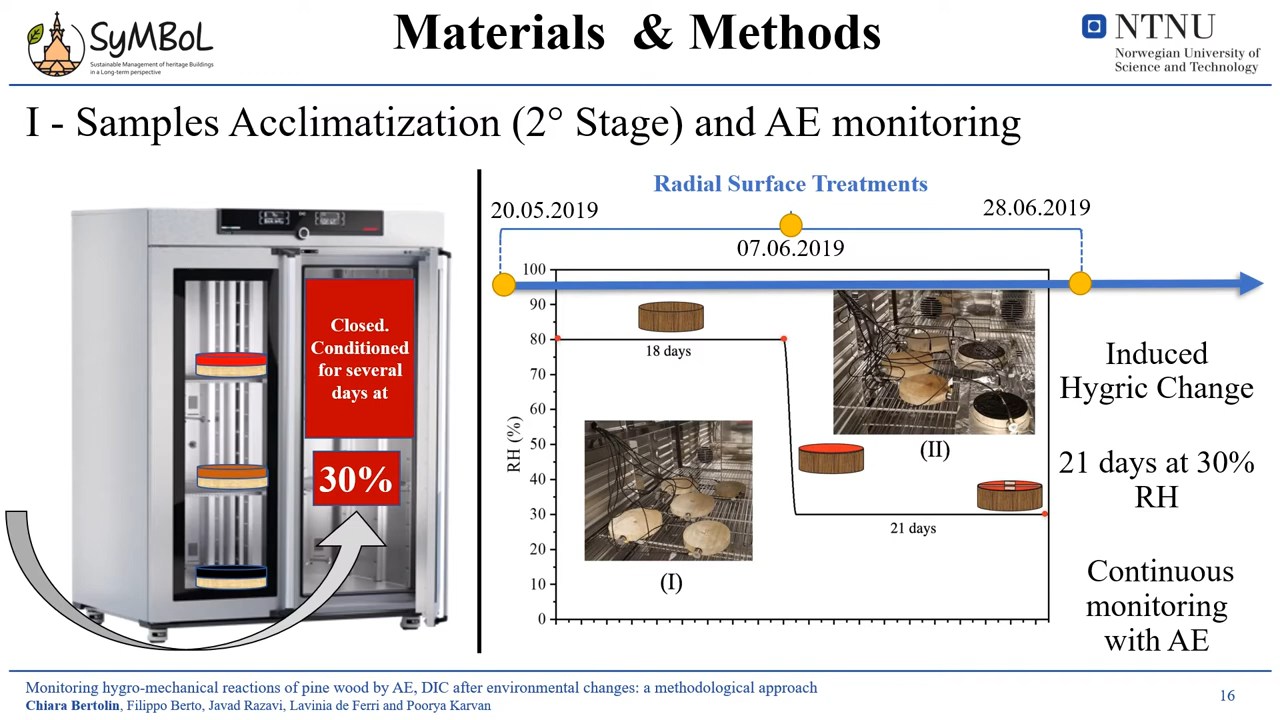 SyMBoL
Sustainable Management of heritage Buildings
in a Long-term perspective
Materials & Methods
NTNU
Norwegian University of
Science and Technology
I - Samples Acclimatization (2° Stage) and AE monitoring
Closed.
Conditioned
for several
days at
30%
Radial Surface Treatments
20.05.2019
28.06.2019
07.06.2019
100
90
80
70
60
50
40
30
20
10
0
RH (%)
18 days
(I)
(II)
21 days
Induced
Hygric Change
21 days at 30%
RH
Continuous
monitoring
with AE
Monitoring hygro-mechanical reactions of pine wood by AE, DIC after environmental changes: a methodological approach
Chiara Bertolin, Filippo Berto, Javad Razavi, Lavinia de Ferri and Poorya Karvan
16